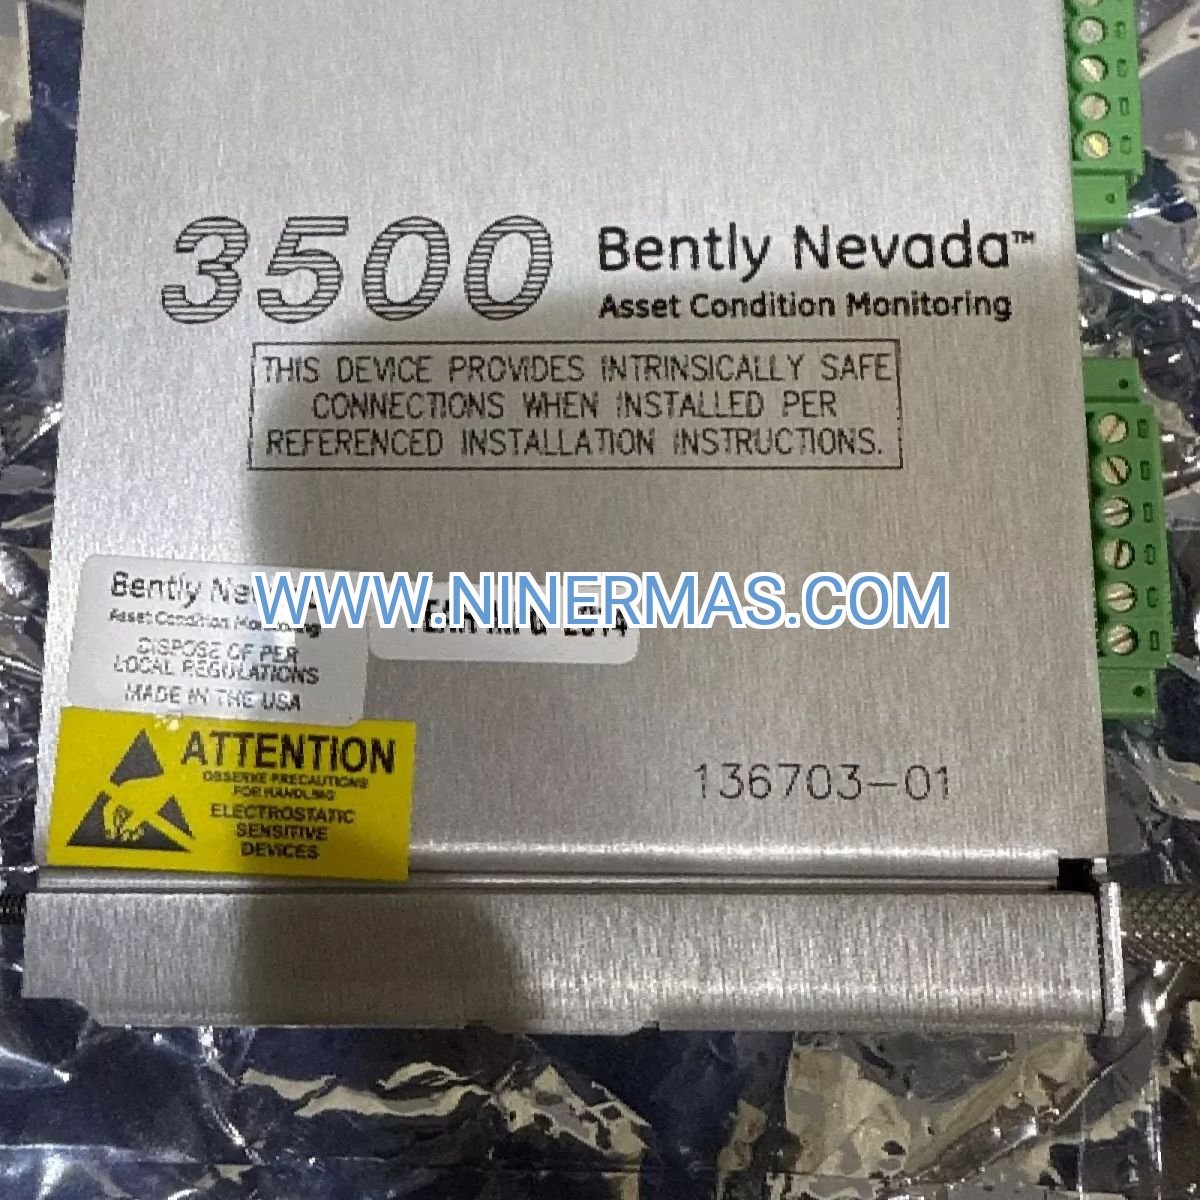 3500
Bently Nevada™
Asset Condition Monitoring
THIS DEVICE PROVIDES INTRINSICALLY SAFE
CONNECTIONS WHEN INSTALLED PER
REFERENCED INSTALLATION INSTRUCTIONS.
WWW.NINERMAS.COM
Bently
Asset Condition Monitoring
DISPOSE OF PER
LOCAL REGULATIONS
MADE IN THE USA
ATTENTION
OBSERVE PRECAUTIONS
FOR HANDLING
ELECTROSTATIC
SENSITIVE
DEVICES
136703-01